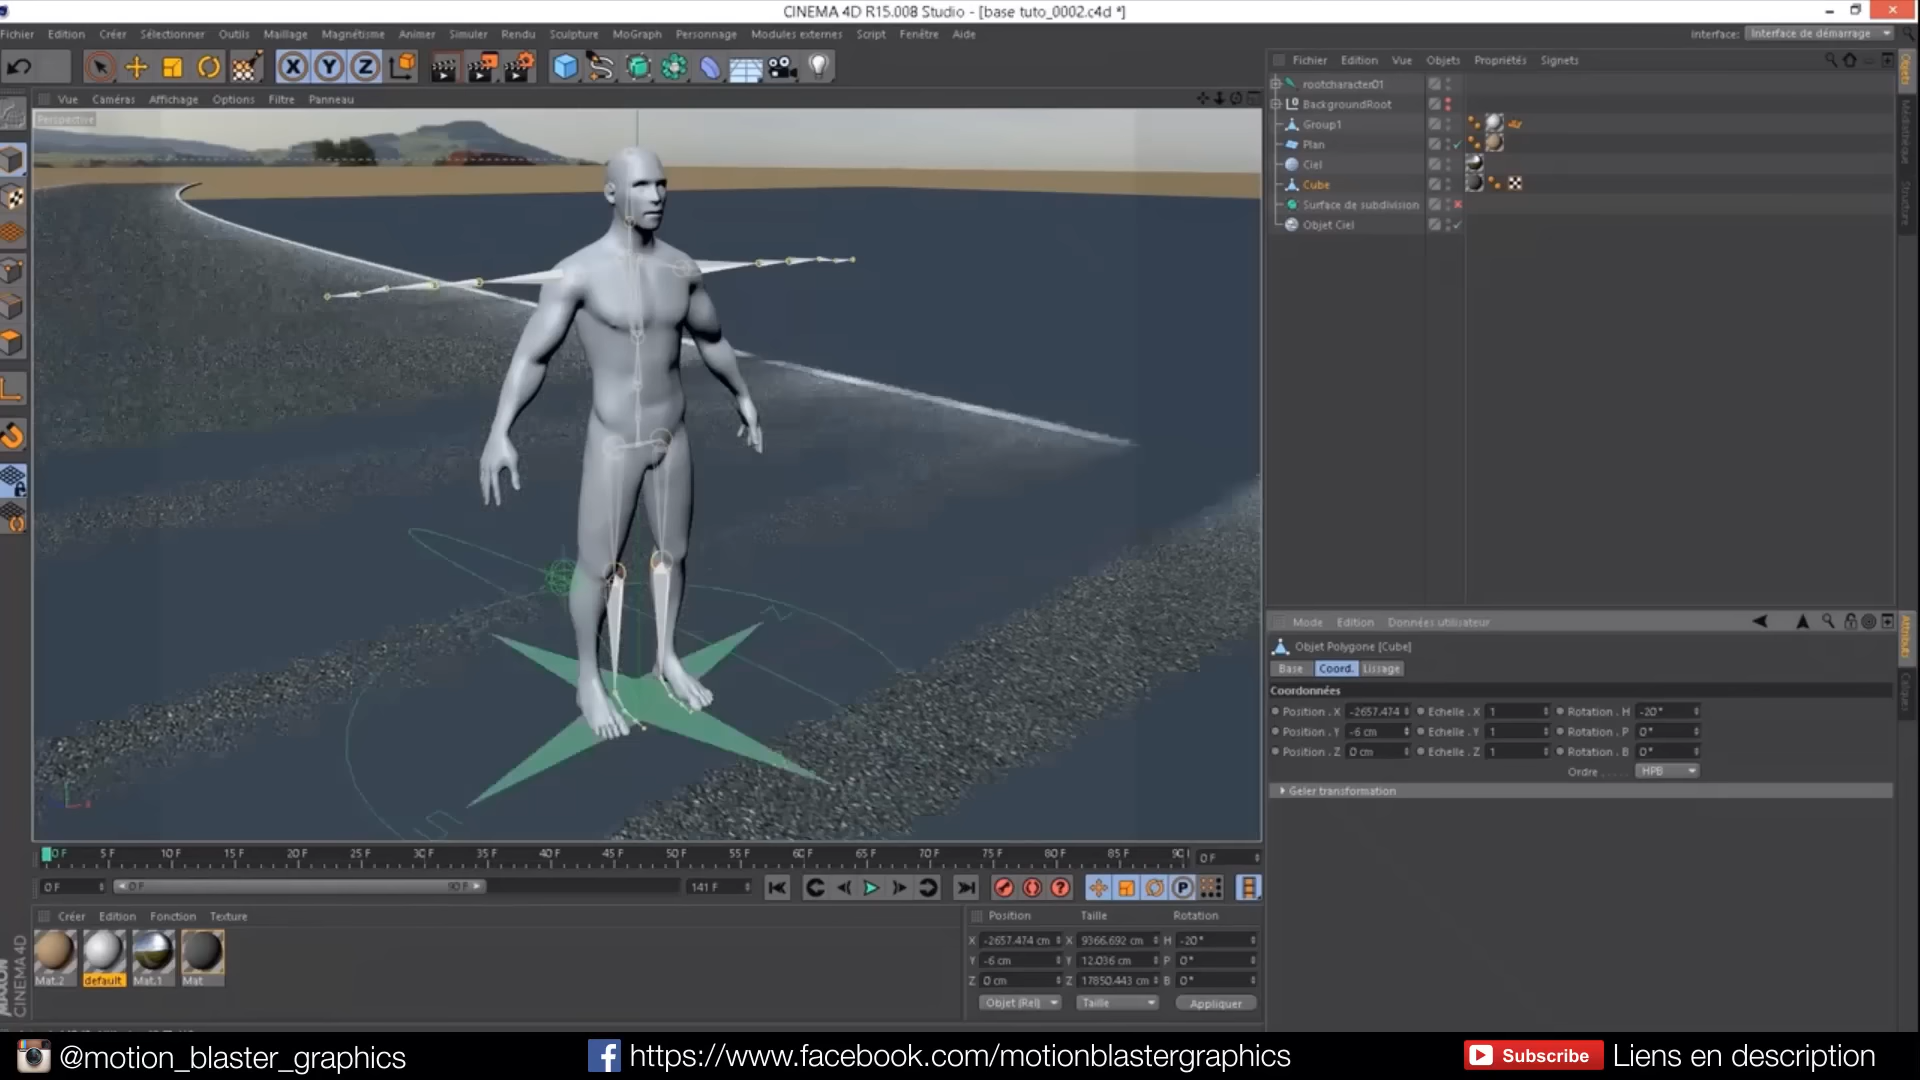 CINEMA 4D R15.008 Studio - [base tuto_0002.c4d *]
Fichier Edition Créer Sélectionner Outils Maillage Magnétisme Animer Simuler Rendu Sculpture MoGraph Personnage Modules externes Script Fenêtre Aide
Interface: Interface de démarrage
X Y Z
Vue Caméras Affichage Options Filtre Panneau
Perspective
Fichier Edition Vue Objets Propriétés Signets
rootcharacter01
BackgroundRoot
Group1
Plan
Ciel
Cube
Surface de subdivision
Objet Ciel
Objets
Structure
Mode Edition Données utilisateur
Attributs
Objet Polygone [Cube]
Base Coord. Lissage
Coordonnées
Position . X -2657.474 Echelle . X 1 Rotation . H -20°
Position . Y -6 cm Echelle . Y 1 Rotation . P 0°
Position . Z 0 cm Echelle . Z 1 Rotation . B 0°
Ordre . . . . . HPB
Geler transformation
0 F 5 F 10 F 15 F 20 F 25 F 30 F 35 F 40 F 45 F 50 F 55 F 60 F 65 F 70 F 75 F 80 F 85 F 90 0 F
0 F 0 F 90 F 141 F
P
Créer Edition Fonction Texture
Mat.2 default Mat.1 Mat
MAXON CINEMA 4D
Position Taille Rotation
X -2657.474 cm X 9366.692 cm H -20°
Y -6 cm Y 12.036 cm P 0°
Z 0 cm Z 17850.443 cm B 0°
Objet (Rel) Taille Appliquer
@motion_blaster_graphics
https://www.facebook.com/motionblastergraphics
Subscribe
Liens en description